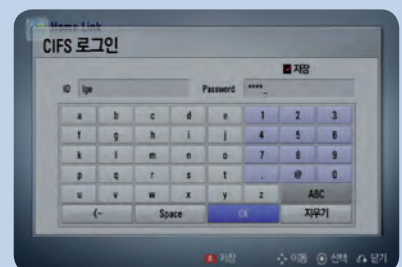 Home Link
CIFS 로그인
저장
ID lge Password ****_
a b c d e 1 2 3
f g h i j 4 5 6
k l m n o 7 8 9
p q r s t . @ 0
u v w x y z ABC
<- Space OK 지우기
저장 이동 선택 닫기